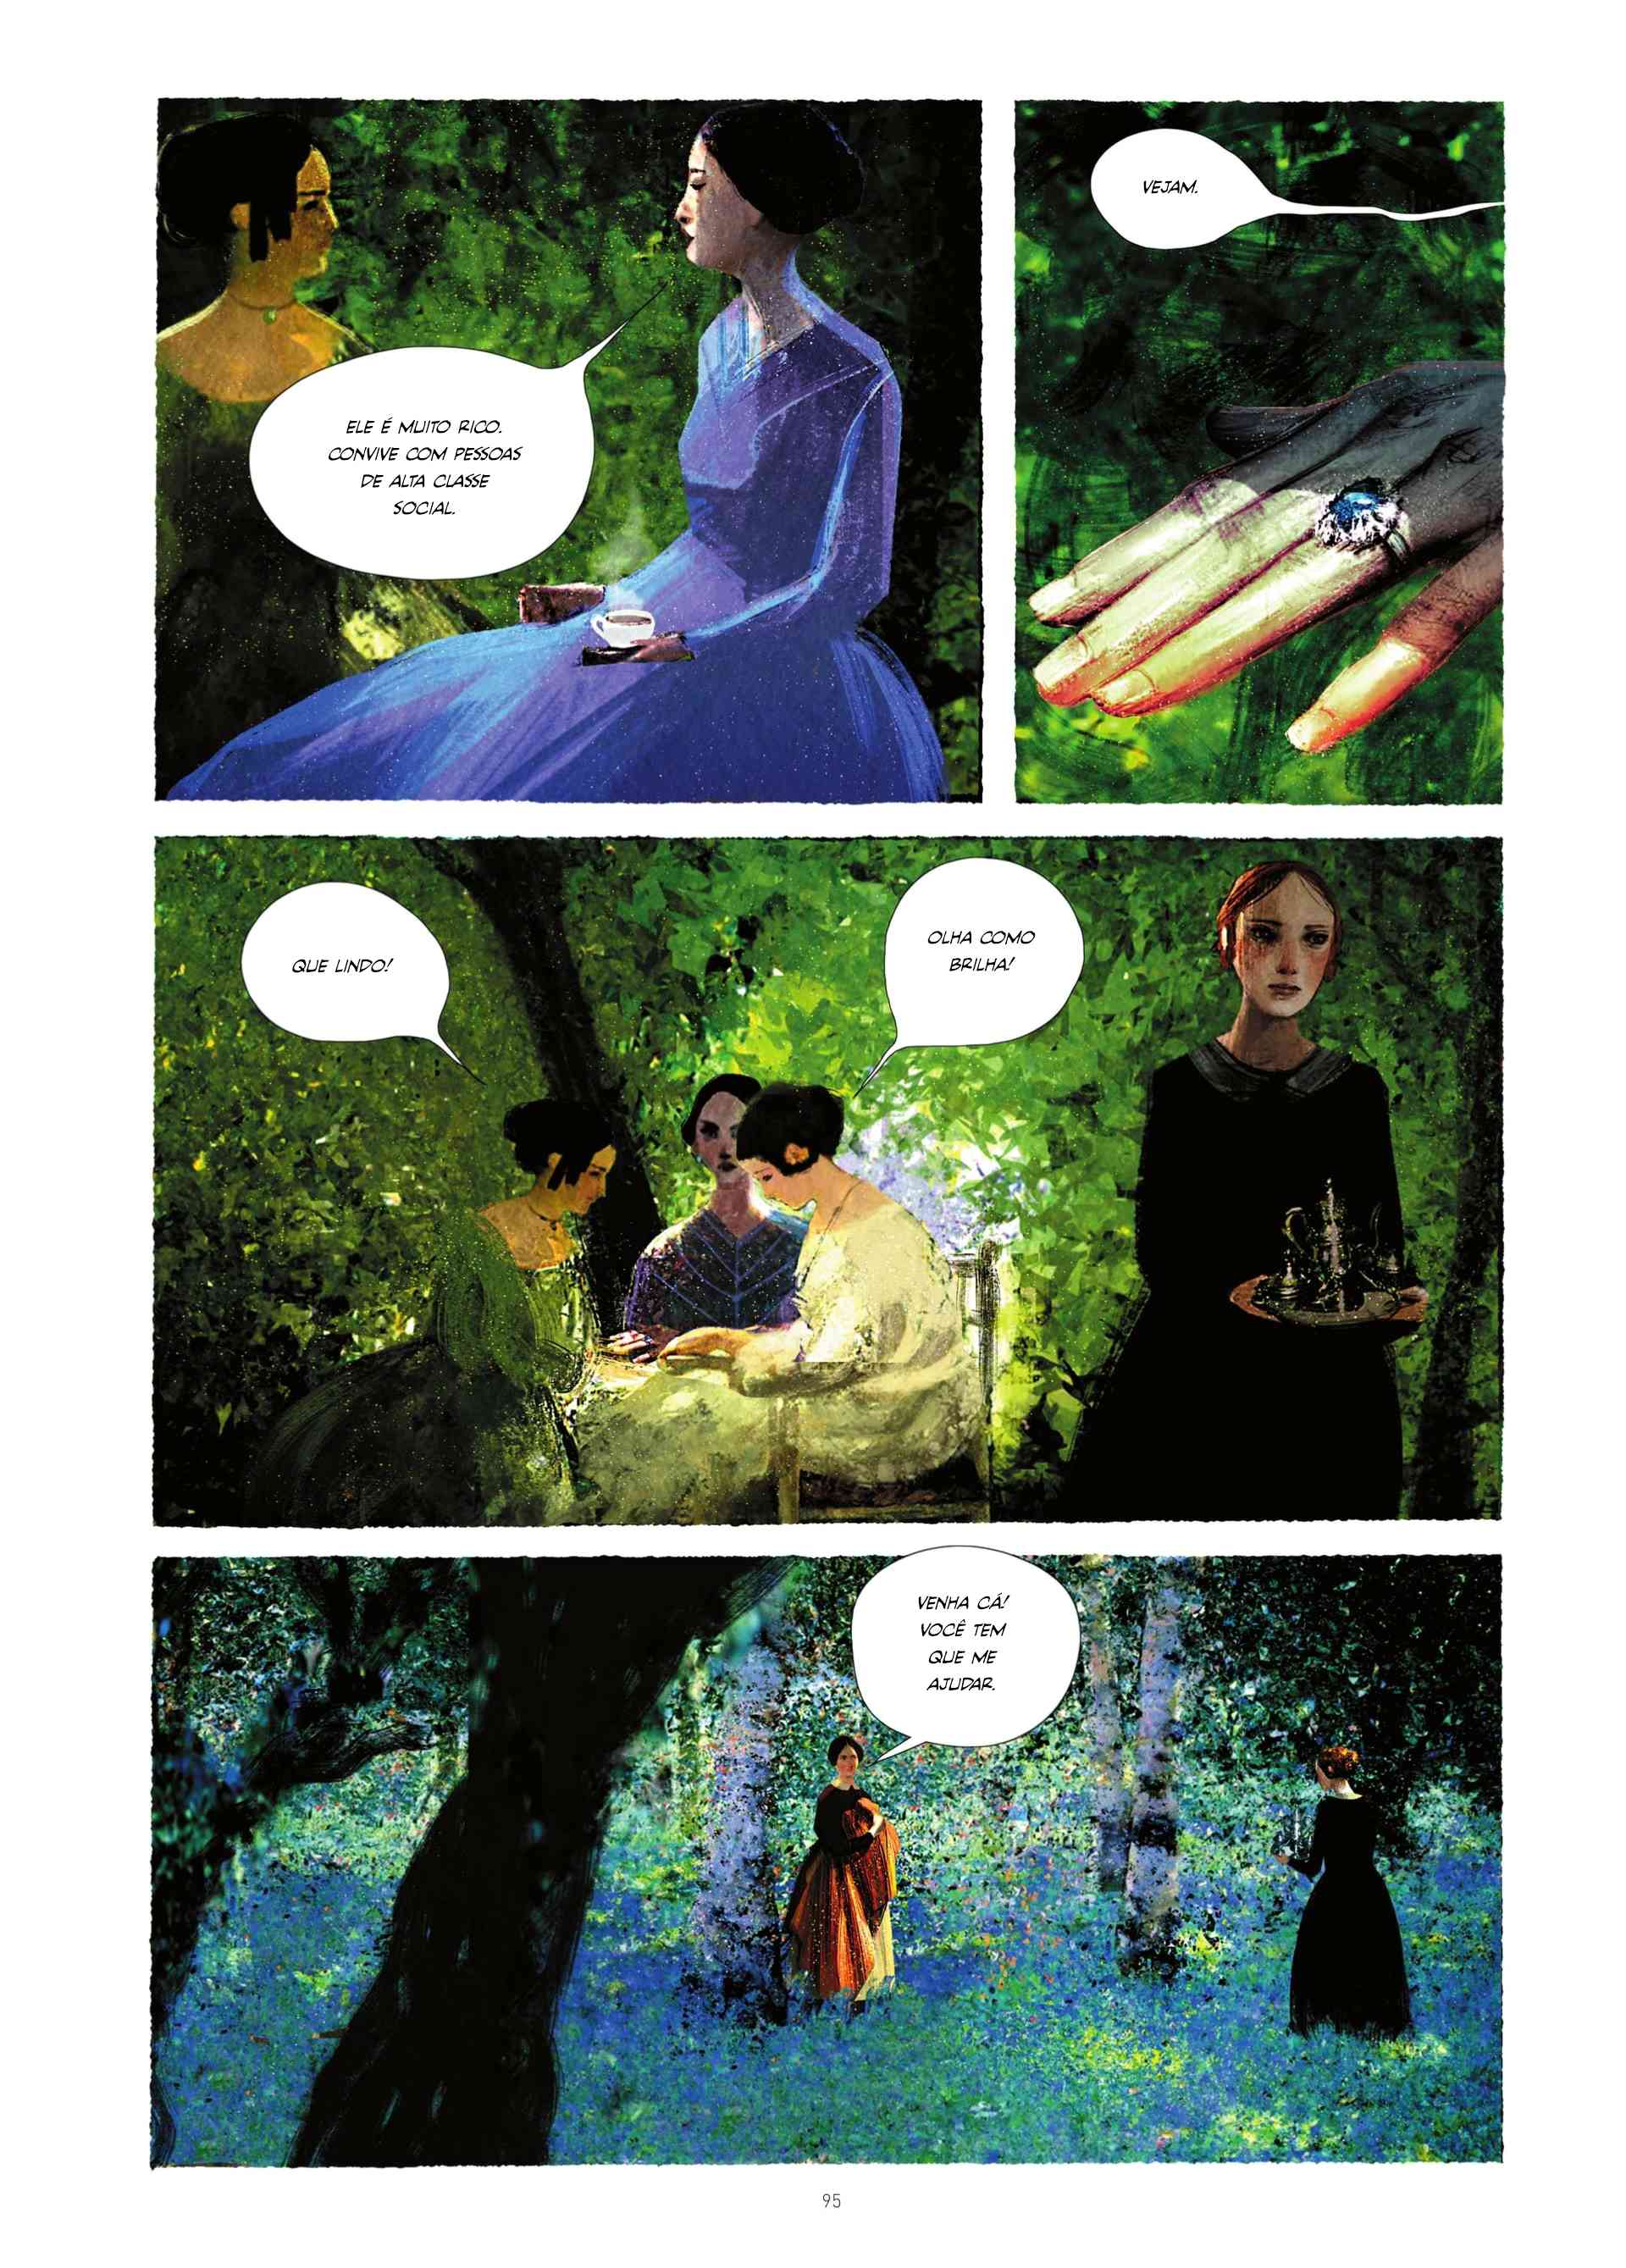 ELE É MUITO RICO.
CONVIVE COM PESSOAS
DE ALTA CLASSE
SOCIAL.
VEJAM.
QUE LINDO!
OLHA COMO
BRILHA!
VENHA CÁ!
VOCÊ TEM
QUE ME
AJUDAR.
95